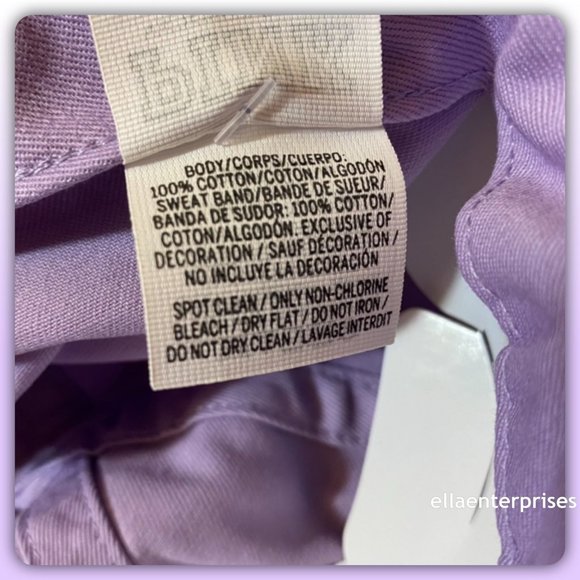 BODY/CORPS/CUERPO:
100% COTTON/COTON/ALGODÓN
SWEAT BAND/BANDE DE SUEUR/
BANDA DE SUDOR: 100% COTTON/
COTON/ALGODÓN. EXCLUSIVE OF
DECORATION / SAUF DÉCORATION /
NO INCLUYE LA DECORACIÓN
SPOT CLEAN / ONLY NON-CHLORINE
BLEACH / DRY FLAT / DO NOT IRON /
DO NOT DRY CLEAN / LAVAGE INTERDIT
ellaenterprises